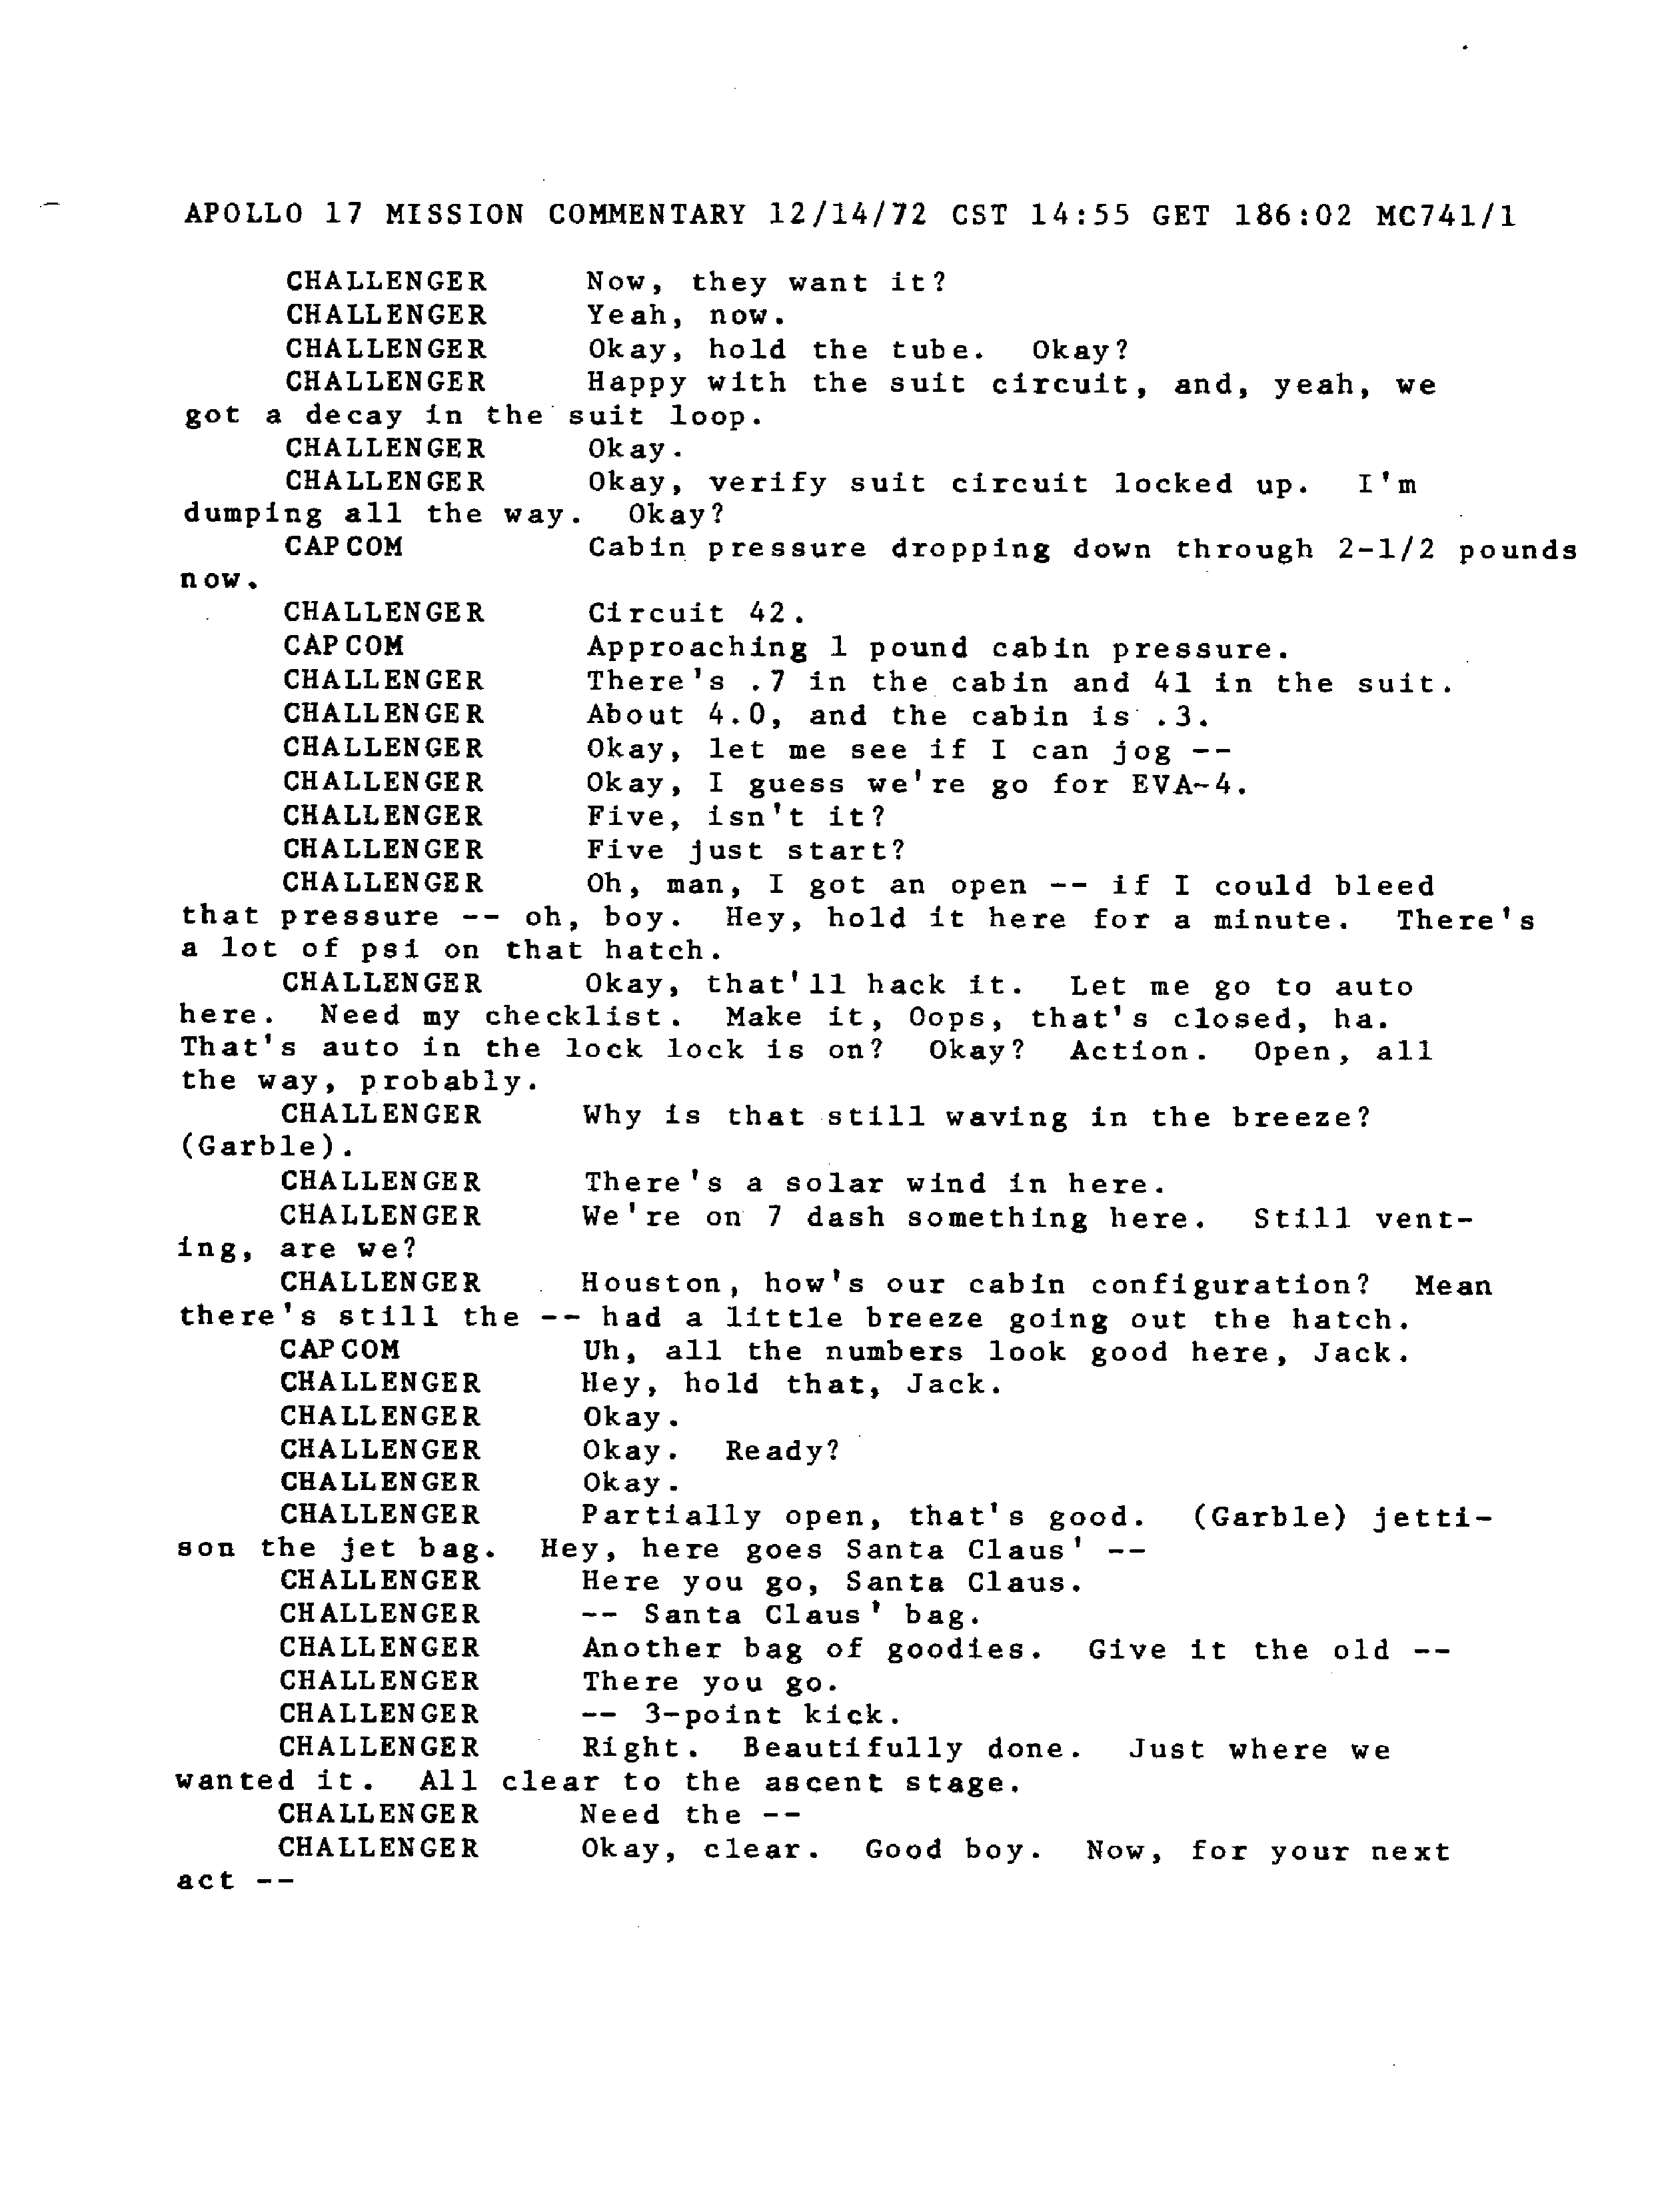 APOLLO 17 MISSION COMMENTARY 12/14/72 CST 14:55 GET 186:02 MC741/1
CHALLENGER Now, they want it?
CHALLENGER Yeah, now.
CHALLENGER Okay, hold the tube. Okay?
CHALLENGER Happy with the suit circuit, and, yeah, we
got a decay in the suit loop.
CHALLENGER Okay.
CHALLENGER Okay, verify suit circuit locked up. I'm
dumping all the way. Okay?
CAPCOM Cabin pressure dropping down through 2-1/2 pounds
now.
CHALLENGER Circuit 42.
CAPCOM Approaching 1 pound cabin pressure.
CHALLENGER There's .7 in the cabin and 41 in the suit.
CHALLENGER About 4.0, and the cabin is .3.
CHALLENGER Okay, let me see if I can jog --
CHALLENGER Okay, I guess we're go for EVA-4.
CHALLENGER Five, isn't it?
CHALLENGER Five just start?
CHALLENGER Oh, man, I got an open -- if I could bleed
that pressure -- oh, boy. Hey, hold it here for a minute. There's
a lot of psi on that hatch.
CHALLENGER Okay, that'll hack it. Let me go to auto
here. Need my checklist. Make it, Oops, that's closed, ha.
That's auto in the lock lock is on? Okay? Action. Open, all
the way, probably.
CHALLENGER Why is that still waving in the breeze?
(Garble).
CHALLENGER There's a solar wind in here.
CHALLENGER We're on 7 dash something here. Still vent-
ing, are we?
CHALLENGER Houston, how's our cabin configuration? Mean
there's still the -- had a little breeze going out the hatch.
CAPCOM Uh, all the numbers look good here, Jack.
CHALLENGER Hey, hold that, Jack.
CHALLENGER Okay.
CHALLENGER Okay. Ready?
CHALLENGER Okay.
CHALLENGER Partially open, that's good. (Garble) jetti-
son the jet bag. Hey, here goes Santa Claus' --
CHALLENGER Here you go, Santa Claus.
CHALLENGER -- Santa Claus' bag.
CHALLENGER Another bag of goodies. Give it the old --
CHALLENGER There you go.
CHALLENGER -- 3-point kick.
CHALLENGER Right. Beautifully done. Just where we
wanted it. All clear to the ascent stage.
CHALLENGER Need the --
CHALLENGER Okay, clear. Good boy. Now, for your next
act --